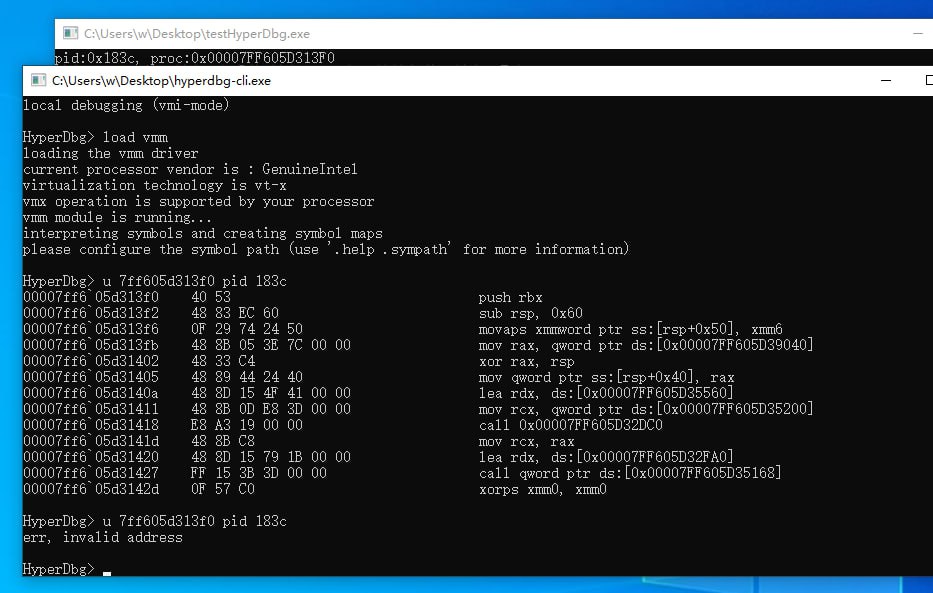 C:\Users\w\Desktop\testHyperDbg.exe
pid:0x183c, proc:0x00007FF605D313F0
C:\Users\w\Desktop\hyperdbg-cli.exe
local debugging (vmi-mode)
HyperDbg> load vmm
loading the vmm driver
current processor vendor is : GenuineIntel
virtualization technology is vt-x
vmx operation is supported by your processor
vmm module is running...
interpreting symbols and creating symbol maps
please configure the symbol path (use '.help .sympath' for more information)
HyperDbg> u 7ff605d313f0 pid 183c
00007ff6`05d313f0    40 53    push rbx
00007ff6`05d313f2    48 83 EC 60    sub rsp, 0x60
00007ff6`05d313f6    0F 29 74 24 50    movaps xmmword ptr ss:[rsp+0x50], xmm6
00007ff6`05d313fb    48 8B 05 3E 7C 00 00    mov rax, qword ptr ds:[0x00007FF605D39040]
00007ff6`05d31402    48 33 C4    xor rax, rsp
00007ff6`05d31405    48 89 44 24 40    mov qword ptr ss:[rsp+0x40], rax
00007ff6`05d3140a    48 8D 15 4F 41 00 00    lea rdx, ds:[0x00007FF605D35560]
00007ff6`05d31411    48 8B 0D E8 3D 00 00    mov rcx, qword ptr ds:[0x00007FF605D35200]
00007ff6`05d31418    E8 A3 19 00 00    call 0x00007FF605D32DC0
00007ff6`05d3141d    48 8B C8    mov rcx, rax
00007ff6`05d31420    48 8D 15 79 1B 00 00    lea rdx, ds:[0x00007FF605D32FA0]
00007ff6`05d31427    FF 15 3B 3D 00 00    call qword ptr ds:[0x00007FF605D35168]
00007ff6`05d3142d    0F 57 C0    xorps xmm0, xmm0
HyperDbg> u 7ff605d313f0 pid 183c
err, invalid address
HyperDbg>